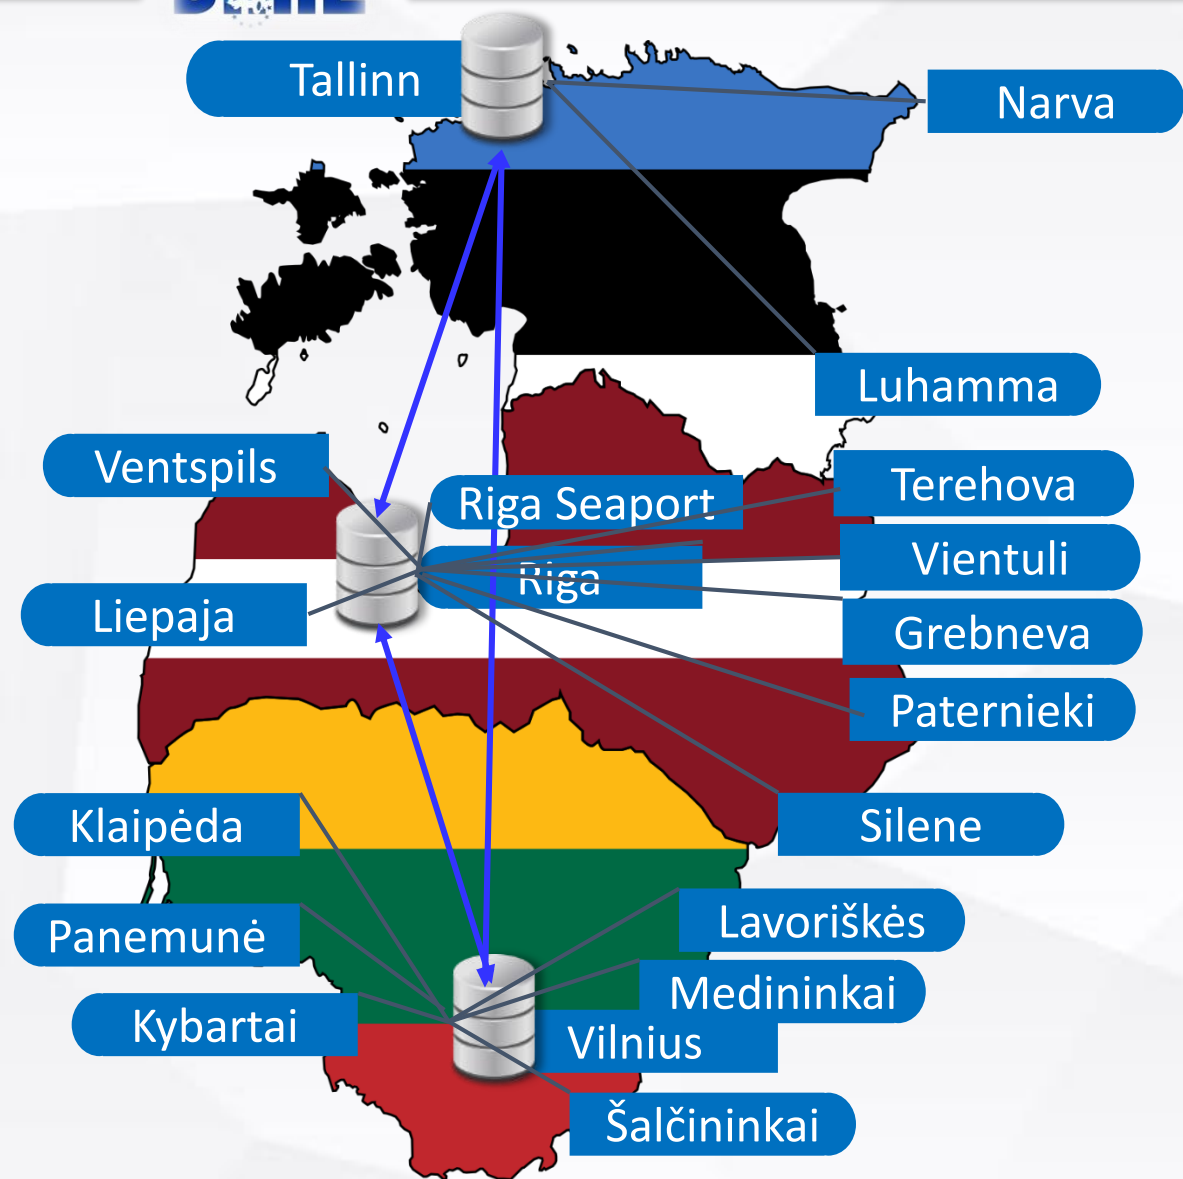 Tallinn
Narva
Luhamma
Ventspils
Riga Seaport
Terehova
Riga
Vientuli
Liepaja
Grebneva
Paternieki
Klaipėda
Silene
Panemunė
Lavoriškės
Medininkai
Kybartai
Vilnius
Šalčininkai